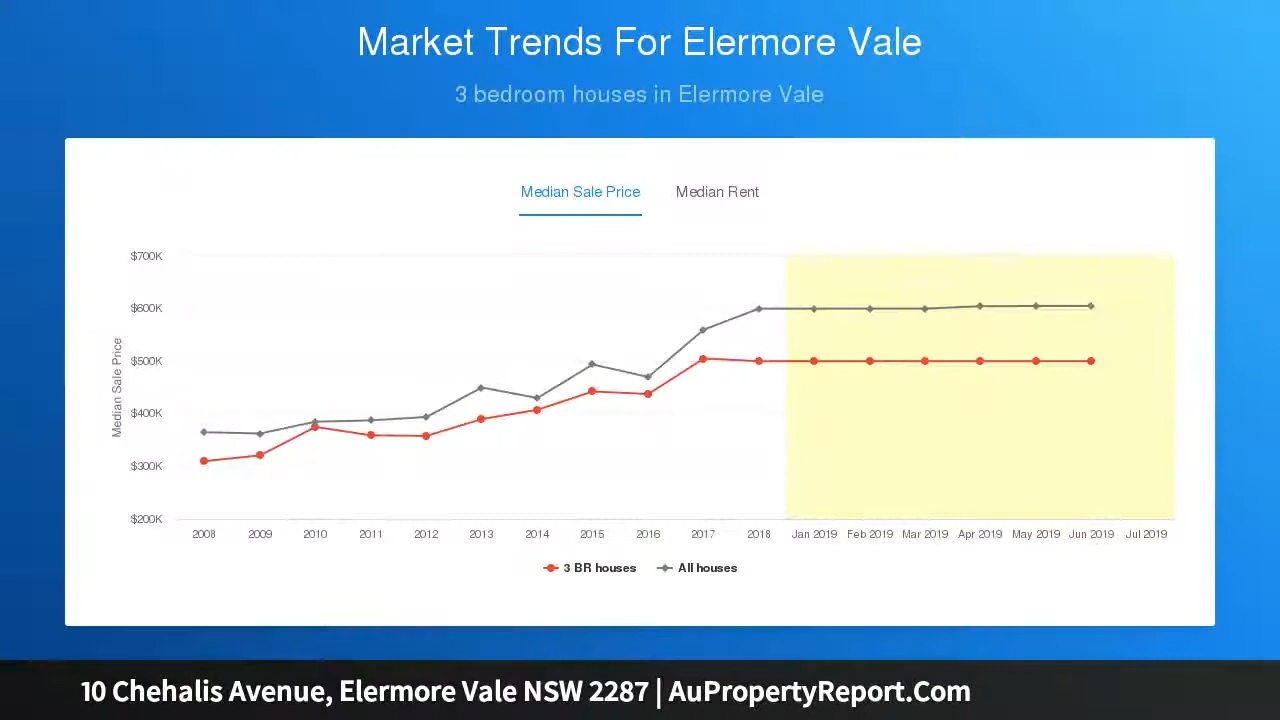 Market Trends For Elermore Vale
3 bedroom houses in Elermore Vale
Median Sale Price Median Rent
$700K
$600K
$500K
$400K
$300K
$200K
Median Sale Price
2008 2009 2010 2011 2012 2013 2014 2015 2016 2017 2018 Jan 2019 Feb 2019 Mar 2019 Apr 2019 May 2019 Jun 2019 Jul 2019
3 BR houses All houses
10 Chehalis Avenue, Elermore Vale NSW 2287 | AuPropertyReport.Com